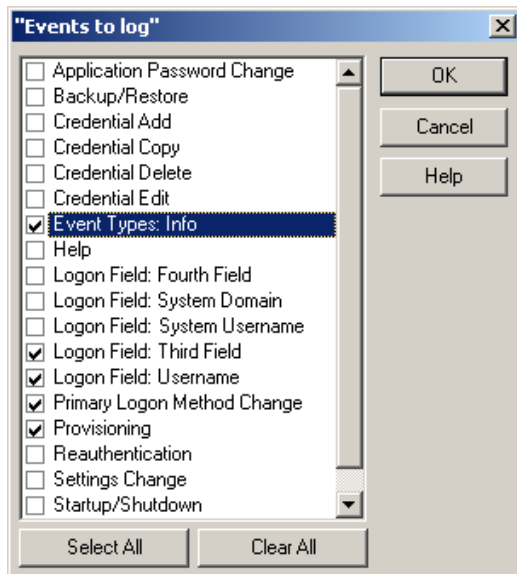 "Events to log"
Application Password Change
Backup/Restore
Credential Add
Credential Copy
Credential Delete
Credential Edit
Event Types: Info
Help
Logon Field: Fourth Field
Logon Field: System Domain
Logon Field: System Username
Logon Field: Third Field
Logon Field: Username
Primary Logon Method Change
Provisioning
Reauthentication
Settings Change
Startup/Shutdown
OK
Cancel
Help
Select All
Clear All